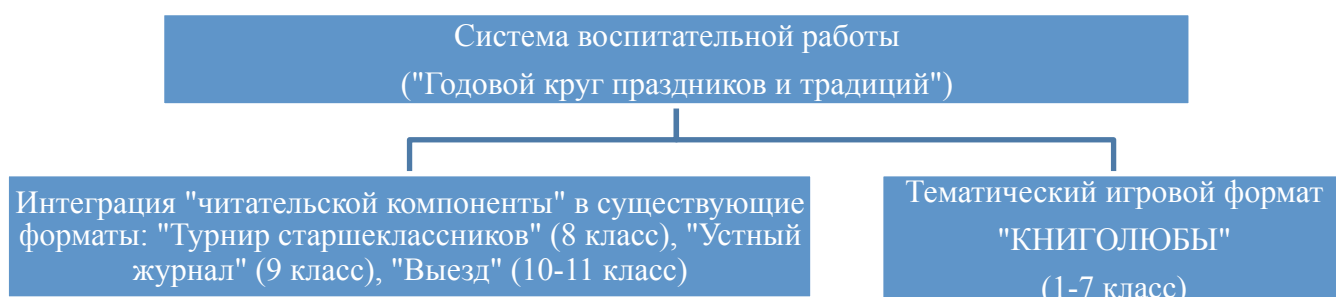 Система воспитательной работы
("Годовой круг праздников и традиций")
Интеграция "читательской компоненты" в существующие
форматы: "Турнир старшеклассников" (8 класс), "Устный
журнал" (9 класс), "Выезд" (10-11 класс)
Тематический игровой формат
"КНИГОЛЮБЫ"
(1-7 класс)